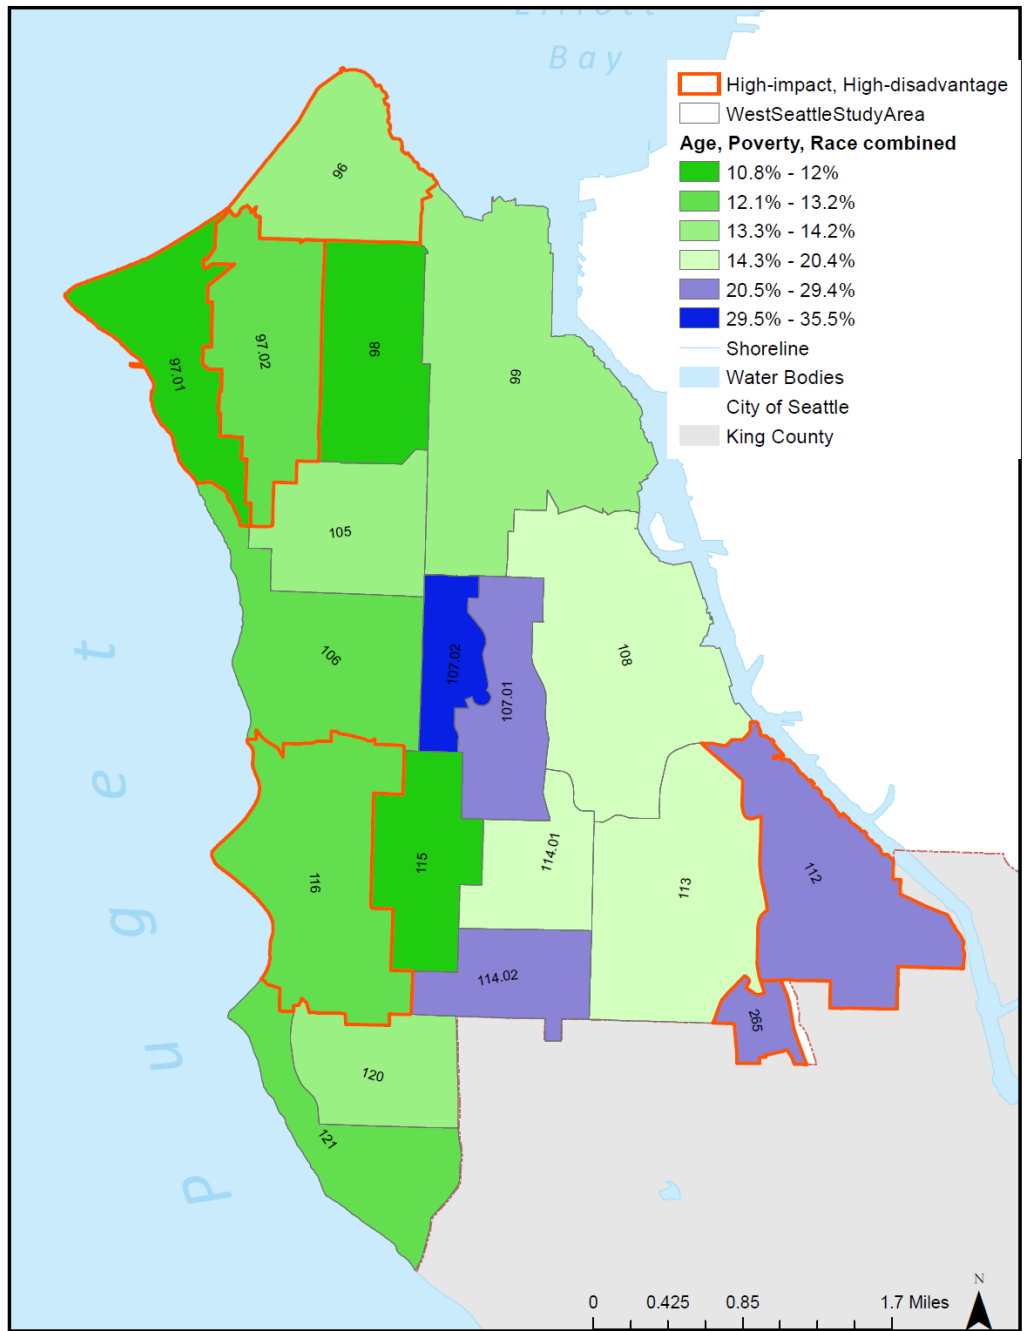 Elliott
Bay
High-impact, High-disadvantage
WestSeattleStudyArea
Age, Poverty, Race combined
10.8% - 12%
12.1% - 13.2%
13.3% - 14.2%
14.3% - 20.4%
20.5% - 29.4%
29.5% - 35.5%
Shoreline
Water Bodies
City of Seattle
King County
96
97.01
97.02
98
99
105
106
107.02
107.01
108
112
113
114.01
115
116
114.02
265
120
121
Puget
N
0 0.425 0.85 1.7 Miles